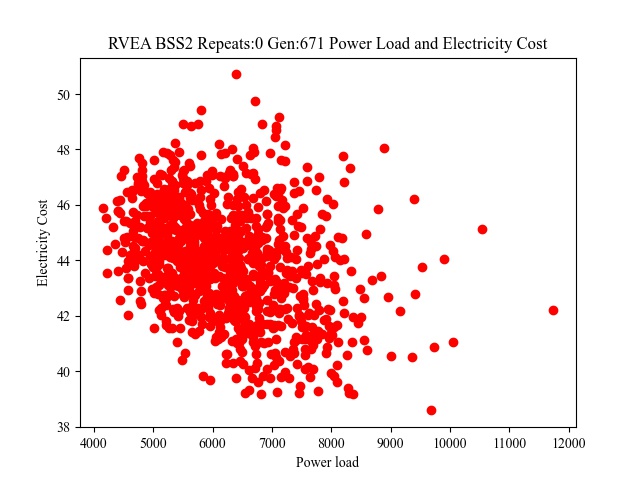 RVEA BSS2 Repeats:0 Gen:671 Power Load and Electricity Cost
50
48
46
44
42
40
38
Electricity Cost
4000 5000 6000 7000 8000 9000 10000 11000 12000
Power load